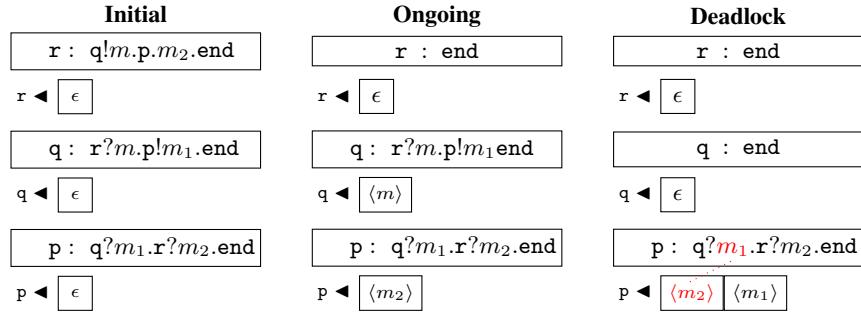 Initial Ongoing Deadlock
r : q!m.p.m₂.end r : end r : end
r ◄ ϵ r ◄ ϵ r ◄ ϵ
q : r?m.p!m₁.end q : r?m.p!m₁end q : end
q ◄ ϵ q ◄ ⟨m⟩ q ◄ ϵ
p : q?m₁.r?m₂.end p : q?m₁.r?m₂.end p : q?m₁.r?m₂.end
p ◄ ϵ p ◄ ⟨m₂⟩ p ◄ ⟨m₂⟩ ⟨m₁⟩